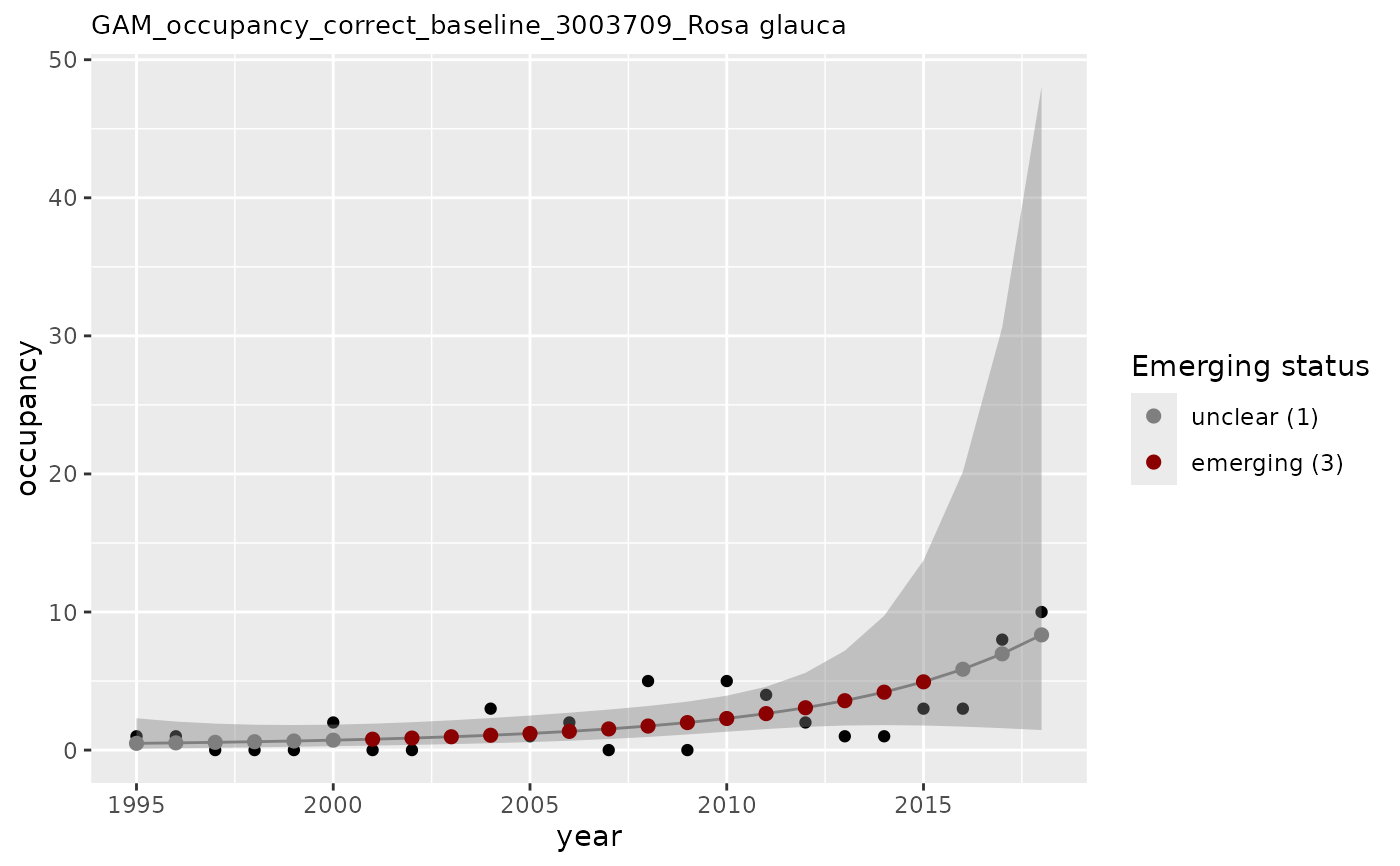 GAM_occupancy_correct_baseline_3003709_Rosa glauca
50
40
30
20
10
0
occupancy
1995 2000 2005 2010 2015
year
Emerging status
unclear (1)
emerging (3)